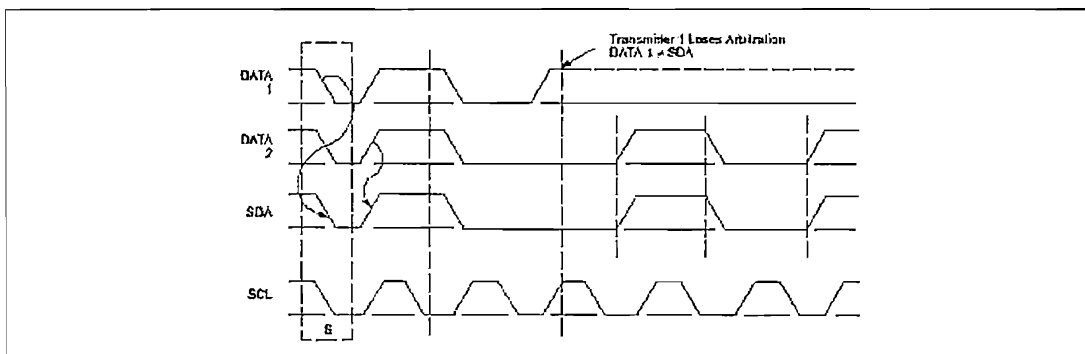 Transmitter 1 Loses Arbitration
DATA 1 ≠ SDA
DATA
1
DATA
2
SDA
SCL
S